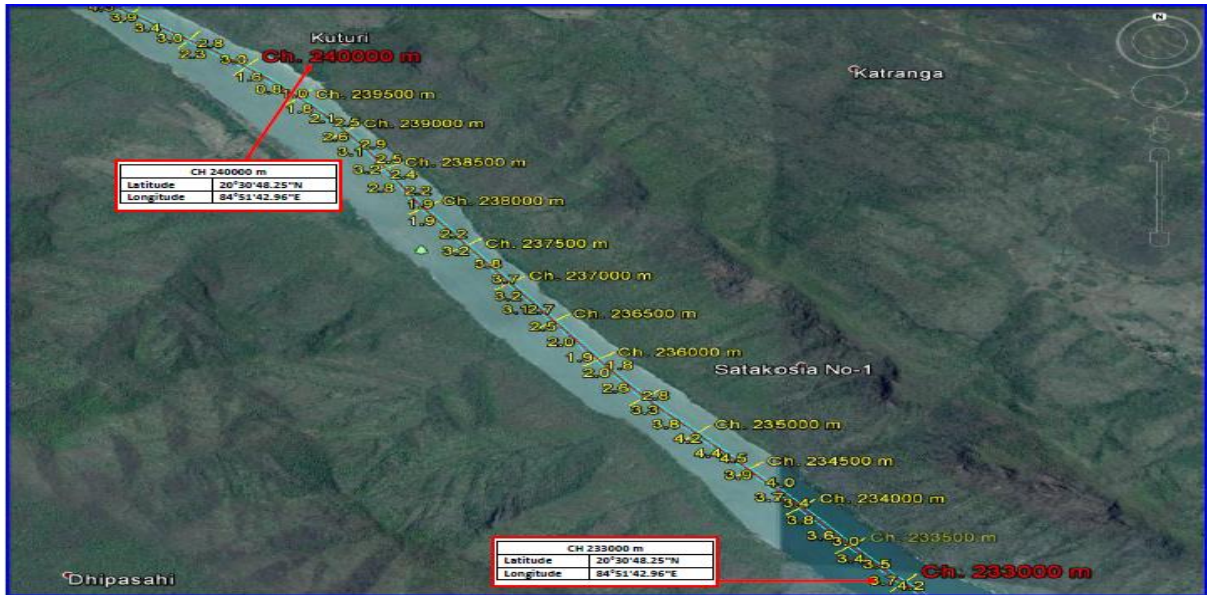 4.3
3.9
3.4
3.0
2.8
2.3
Kuturi
Ch. 240000 m
3.0
Katranga
1.6
0.8
1.0
Ch. 239500 m
1.8
2.1
2.5
Ch. 239000 m
2.6
2.9
3.1
2.5
Ch. 238500 m
3.2
2.4
2.8
2.2
CH 240000 m
Latitude 20°30'48.25"N
Longitude 84°51'42.96"E
1.9
Ch. 238000 m
1.9
2.2
Ch. 237500 m
3.2
3.8
3.7
Ch. 237000 m
3.2
3.1
2.7
Ch. 236500 m
2.5
2.0
1.9
Ch. 236000 m
2.0
1.8
Satakosia No-1
2.6
2.8
3.3
3.8
Ch. 235000 m
4.2
4.4
4.5
Ch. 234500 m
3.9
4.0
3.7
3.4
Ch. 234000 m
3.8
3.6
3.0
Ch. 233500 m
3.4
3.5
CH 233000 m
Latitude 20°30'48.25"N
Longitude 84°51'42.96"E
3.7
4.2
Ch. 233000 m
Dhipasahi
N